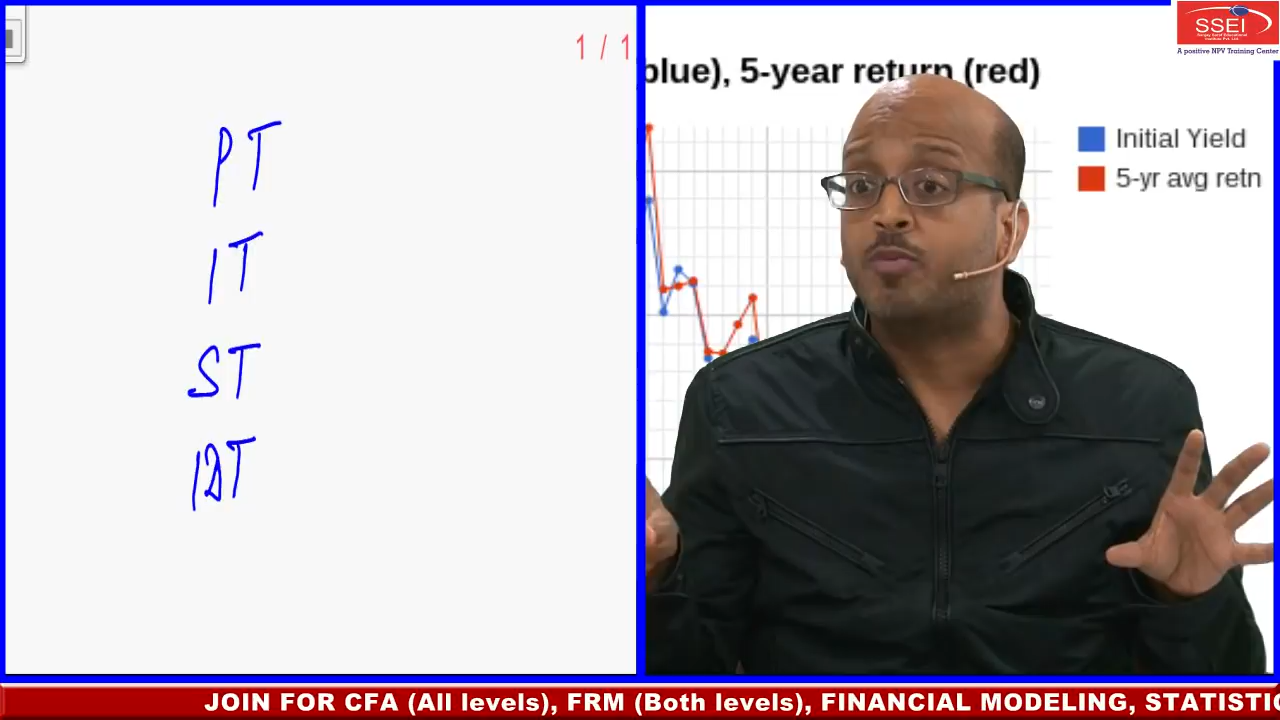 1 / 1
PT
IT
ST
IDT
blue), 5-year return (red)
Initial Yield
5-yr avg retn
SSEI
A positive NPV Training Center
JOIN FOR CFA (All levels), FRM (Both levels), FINANCIAL MODELING, STATISTIC